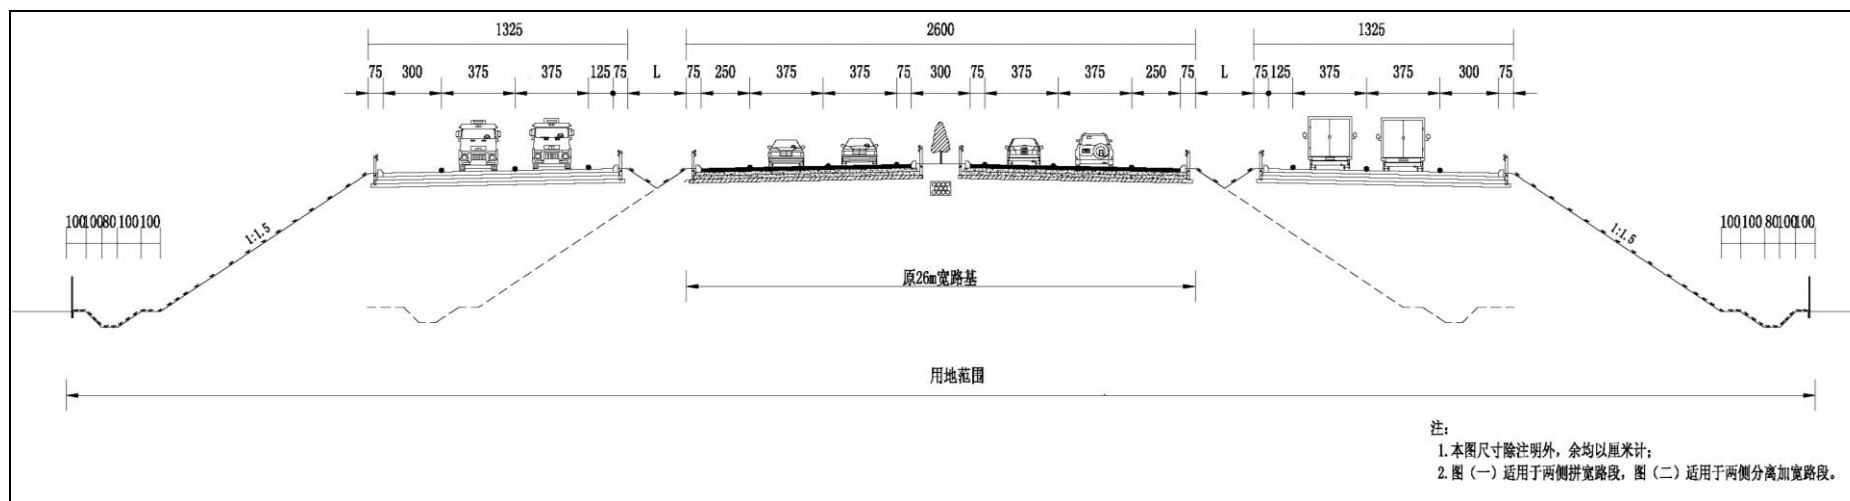 1325 2600 1325
75 300 375 375 125 75 L 75 250 375 375 75 300 75 375 375 250 75 L 75 125 375 375 300 75
100 100 80 100 100 1:1.5 1:1.5 100 100 80 100 100
原26m宽路基
用地范围
注:
1.本图尺寸除注明外，余均以厘米计;
2.图（一）适用于两侧拼宽路段，图（二）适用于两侧分离加宽路段。